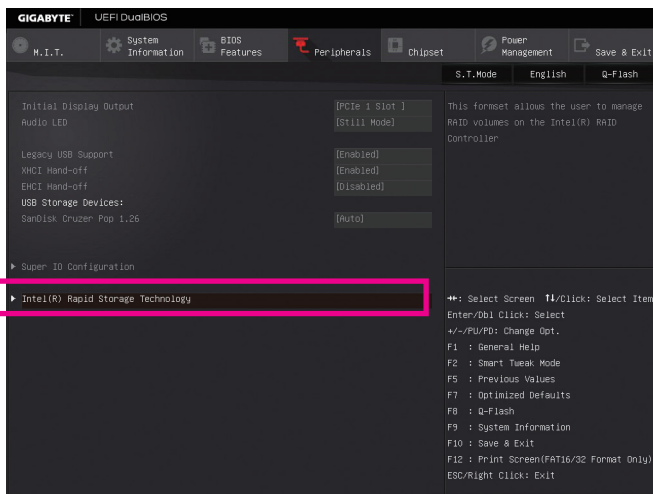 GIGABYTE™ UEFI DualBIOS
M.I.T.
System Information
BIOS Features
Peripherals
Chipset
Power Management
Save & Exit
S.T.Mode English Q-Flash
Initial Display Output [PCIe 1 Slot ]
Audio LED [Still Mode]
Legacy USB Support [Enabled]
XHCI Hand-off [Enabled]
EHCI Hand-off [Disabled]
USB Storage Devices:
SanDisk Cruzer Pop 1.26 [Auto]
Super IO Configuration
Intel(R) Rapid Storage Technology
This formset allows the user to manage
RAID volumes on the Intel(R) RAID
Controller
→←: Select Screen ↑↓/Click: Select Item
Enter/Dbl Click: Select
+/-/PU/PD: Change Opt.
F1 : General Help
F2 : Smart Tweak Mode
F5 : Previous Values
F7 : Optimized Defaults
F8 : Q-Flash
F9 : System Information
F10 : Save & Exit
F12 : Print Screen(FAT16/32 Format Only)
ESC/Right Click: Exit